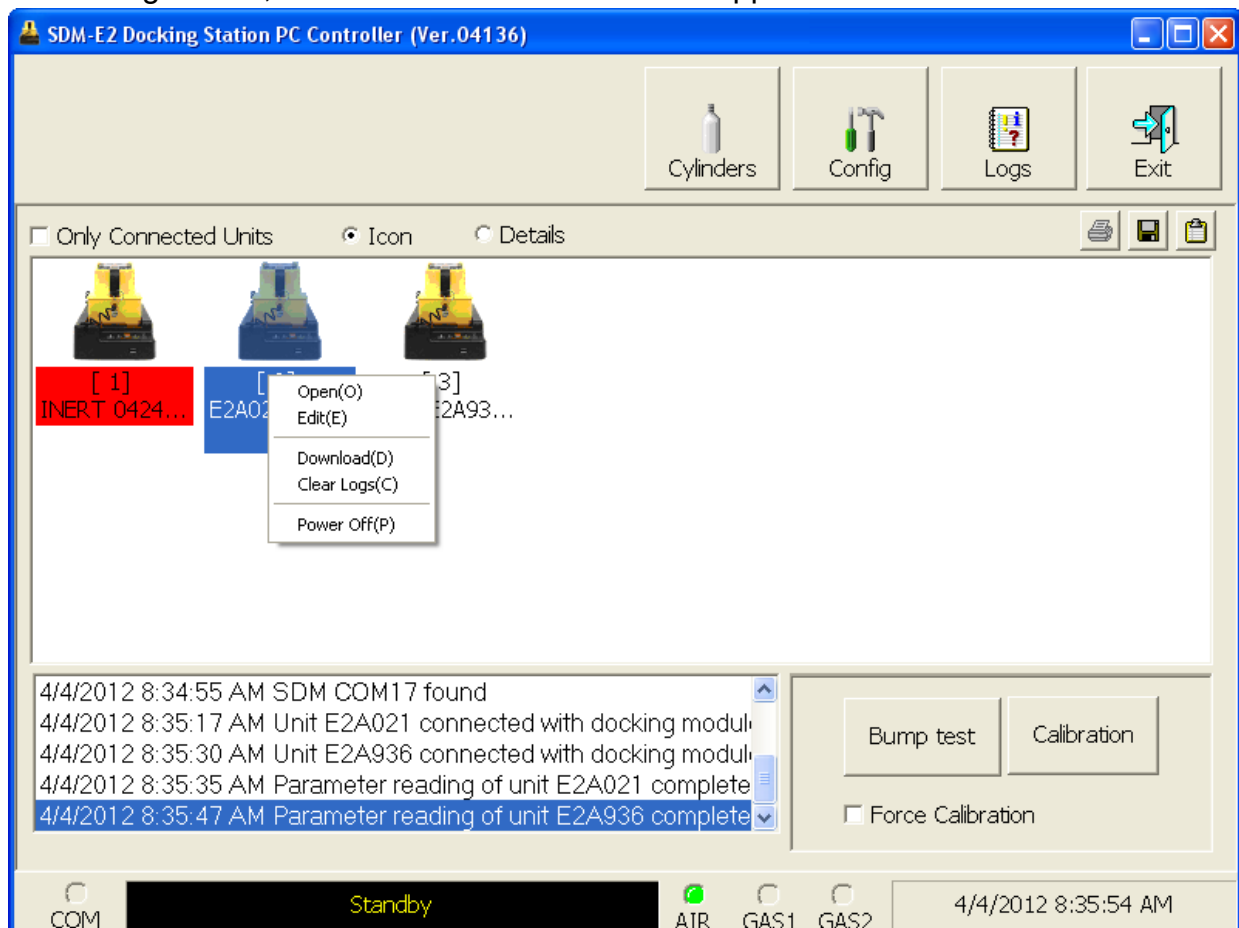 SDM-E2 Docking Station PC Controller (Ver.04136)
Cylinders Config Logs Exit
Only Connected Units Icon Details
[ 1] [ 3]
INERT 0424... E2A02 E2A93...
Open(O)
Edit(E)
Download(D)
Clear Logs(C)
Power Off(P)
4/4/2012 8:34:55 AM SDM COM17 found
4/4/2012 8:35:17 AM Unit E2A021 connected with docking modul
4/4/2012 8:35:30 AM Unit E2A936 connected with docking modul
4/4/2012 8:35:35 AM Parameter reading of unit E2A021 complete
4/4/2012 8:35:47 AM Parameter reading of unit E2A936 complete
Bump test Calibration
Force Calibration
COM Standby AIR GAS1 GAS2 4/4/2012 8:35:54 AM